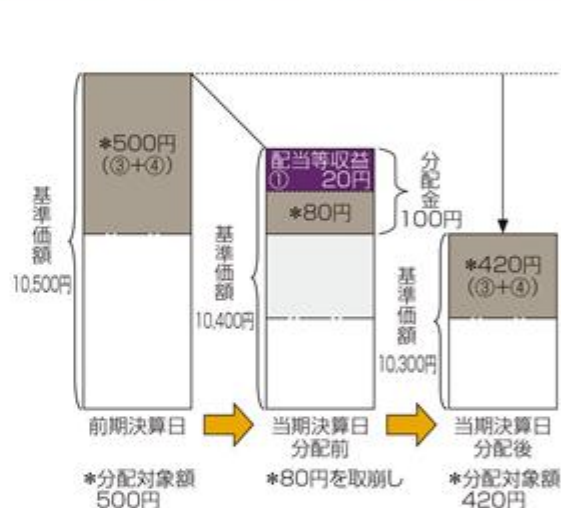 *500円
(③+④)
基準価額
10,500円
配当等収益
① 20円
*80円
分配金
100円
基準価額
10,400円
*420円
(③+④)
基準価額
10,300円
前期決算日
当期決算日
分配前
当期決算日
分配後
*分配対象額
500円
*80円を取崩し
*分配対象額
420円